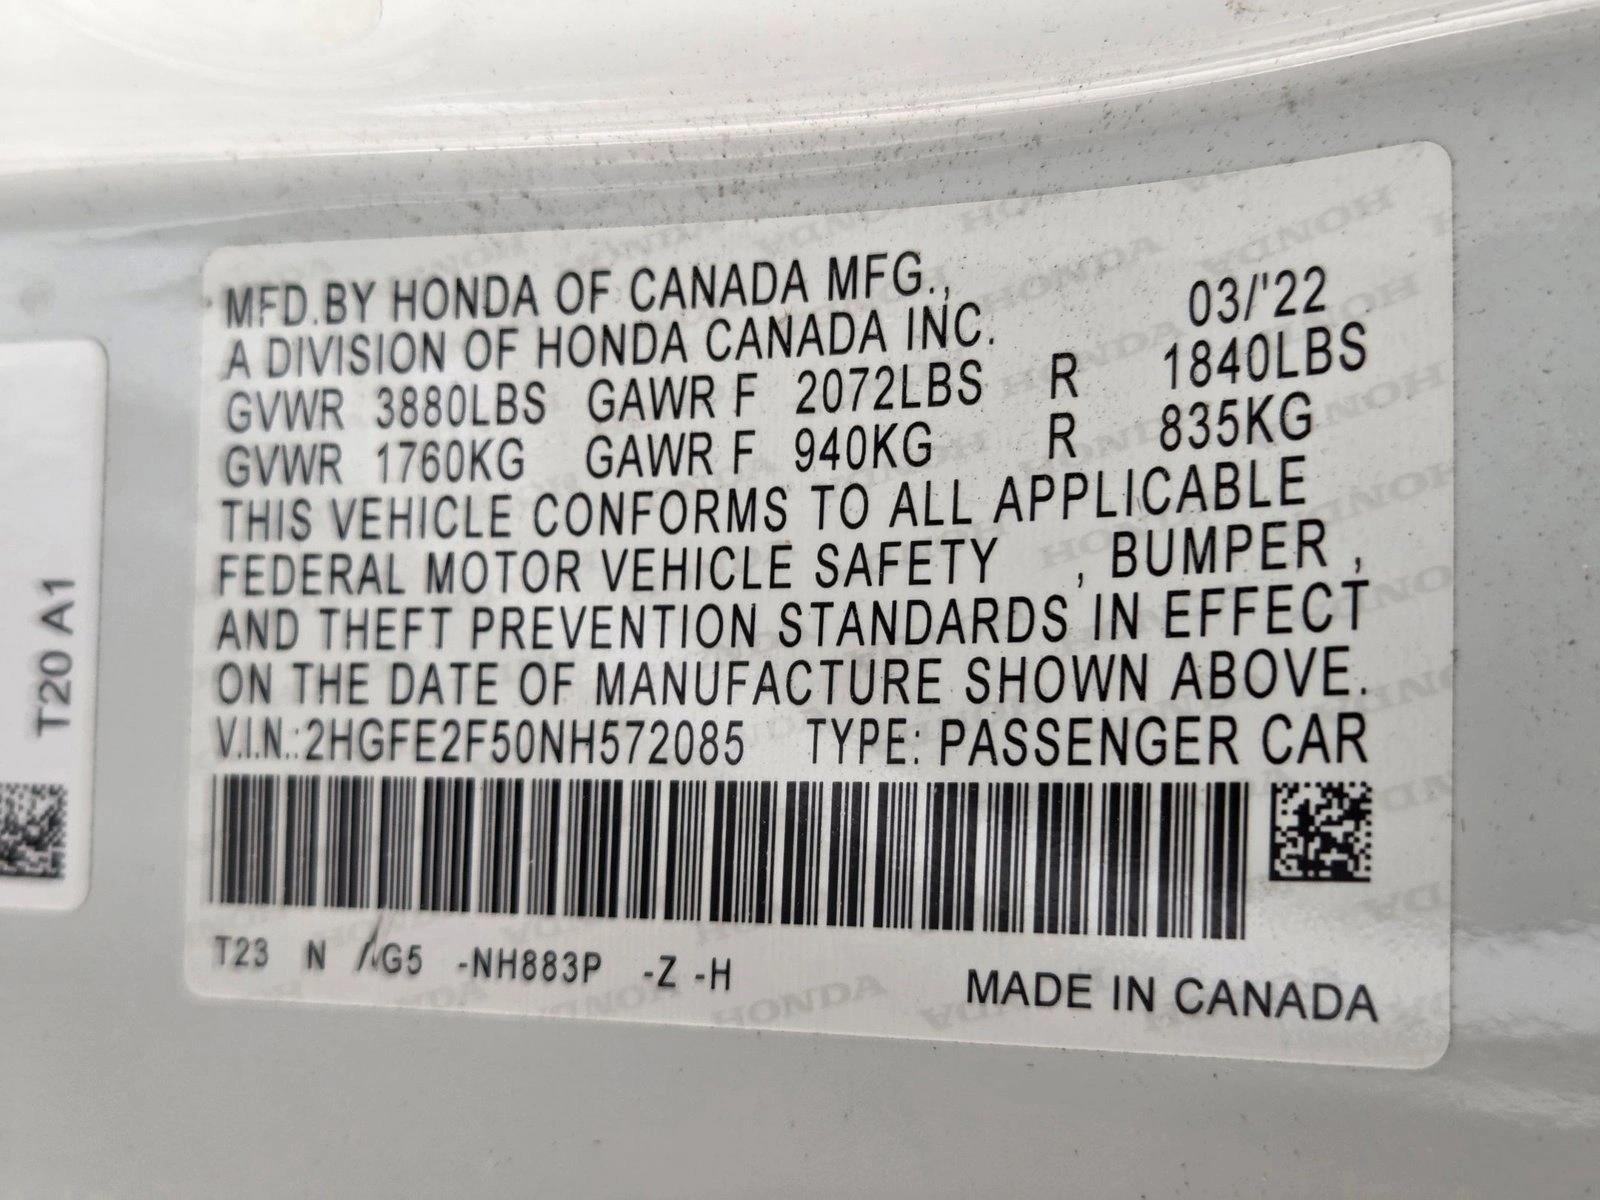 MFD.BY HONDA OF CANADA MFG., 03/'22
A DIVISION OF HONDA CANADA INC.
GVWR 3880LBS GAWR F 2072LBS R 1840LBS
GVWR 1760KG GAWR F 940KG R 835KG
THIS VEHICLE CONFORMS TO ALL APPLICABLE
FEDERAL MOTOR VEHICLE SAFETY , BUMPER ,
AND THEFT PREVENTION STANDARDS IN EFFECT
ON THE DATE OF MANUFACTURE SHOWN ABOVE.
V.I.N.:2HGFE2F50NH572085 TYPE: PASSENGER CAR
T23 N G5 -NH883P -Z -H
MADE IN CANADA
T20 A1
HONDA